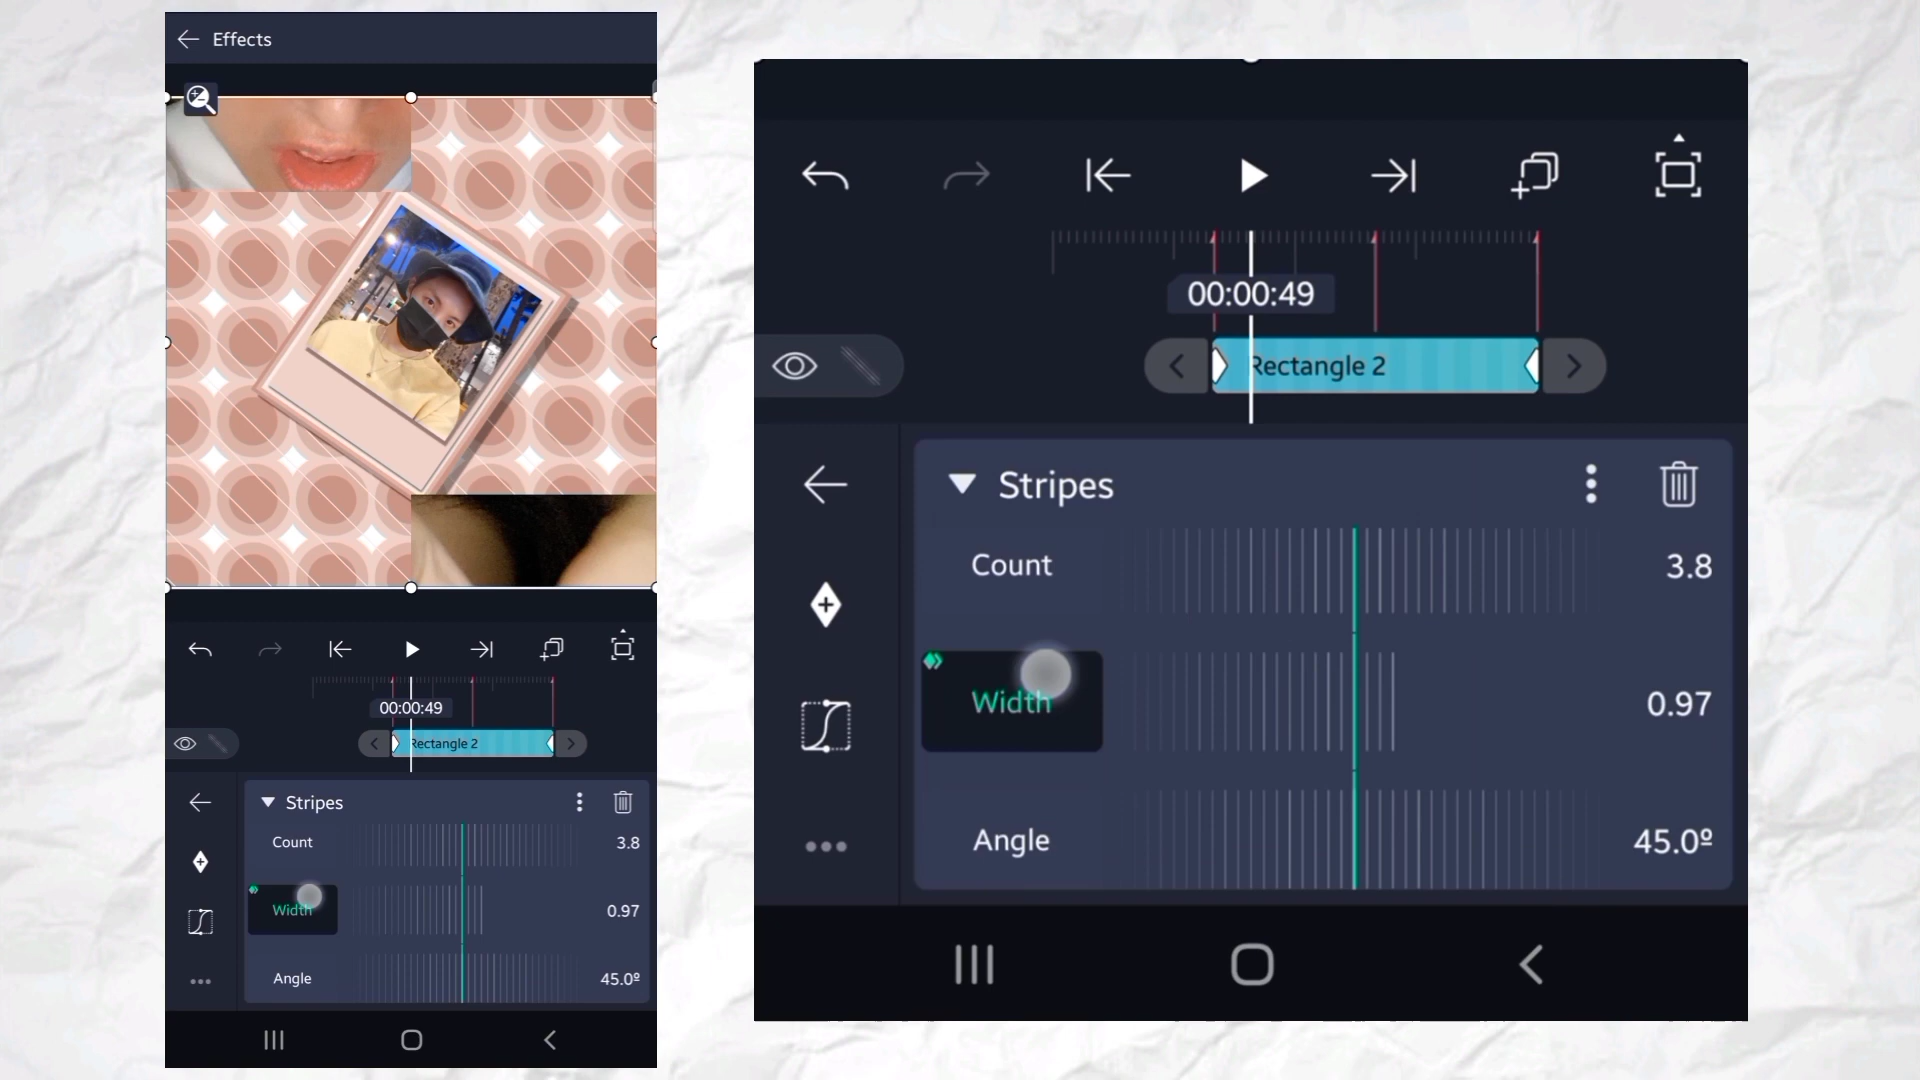 Effects
00:00:49
Rectangle 2
Stripes
Count
3.8
Width
0.97
Angle
45.0º
00:00:49
Rectangle 2
Stripes
Count
3.8
Width
0.97
Angle
45.0º